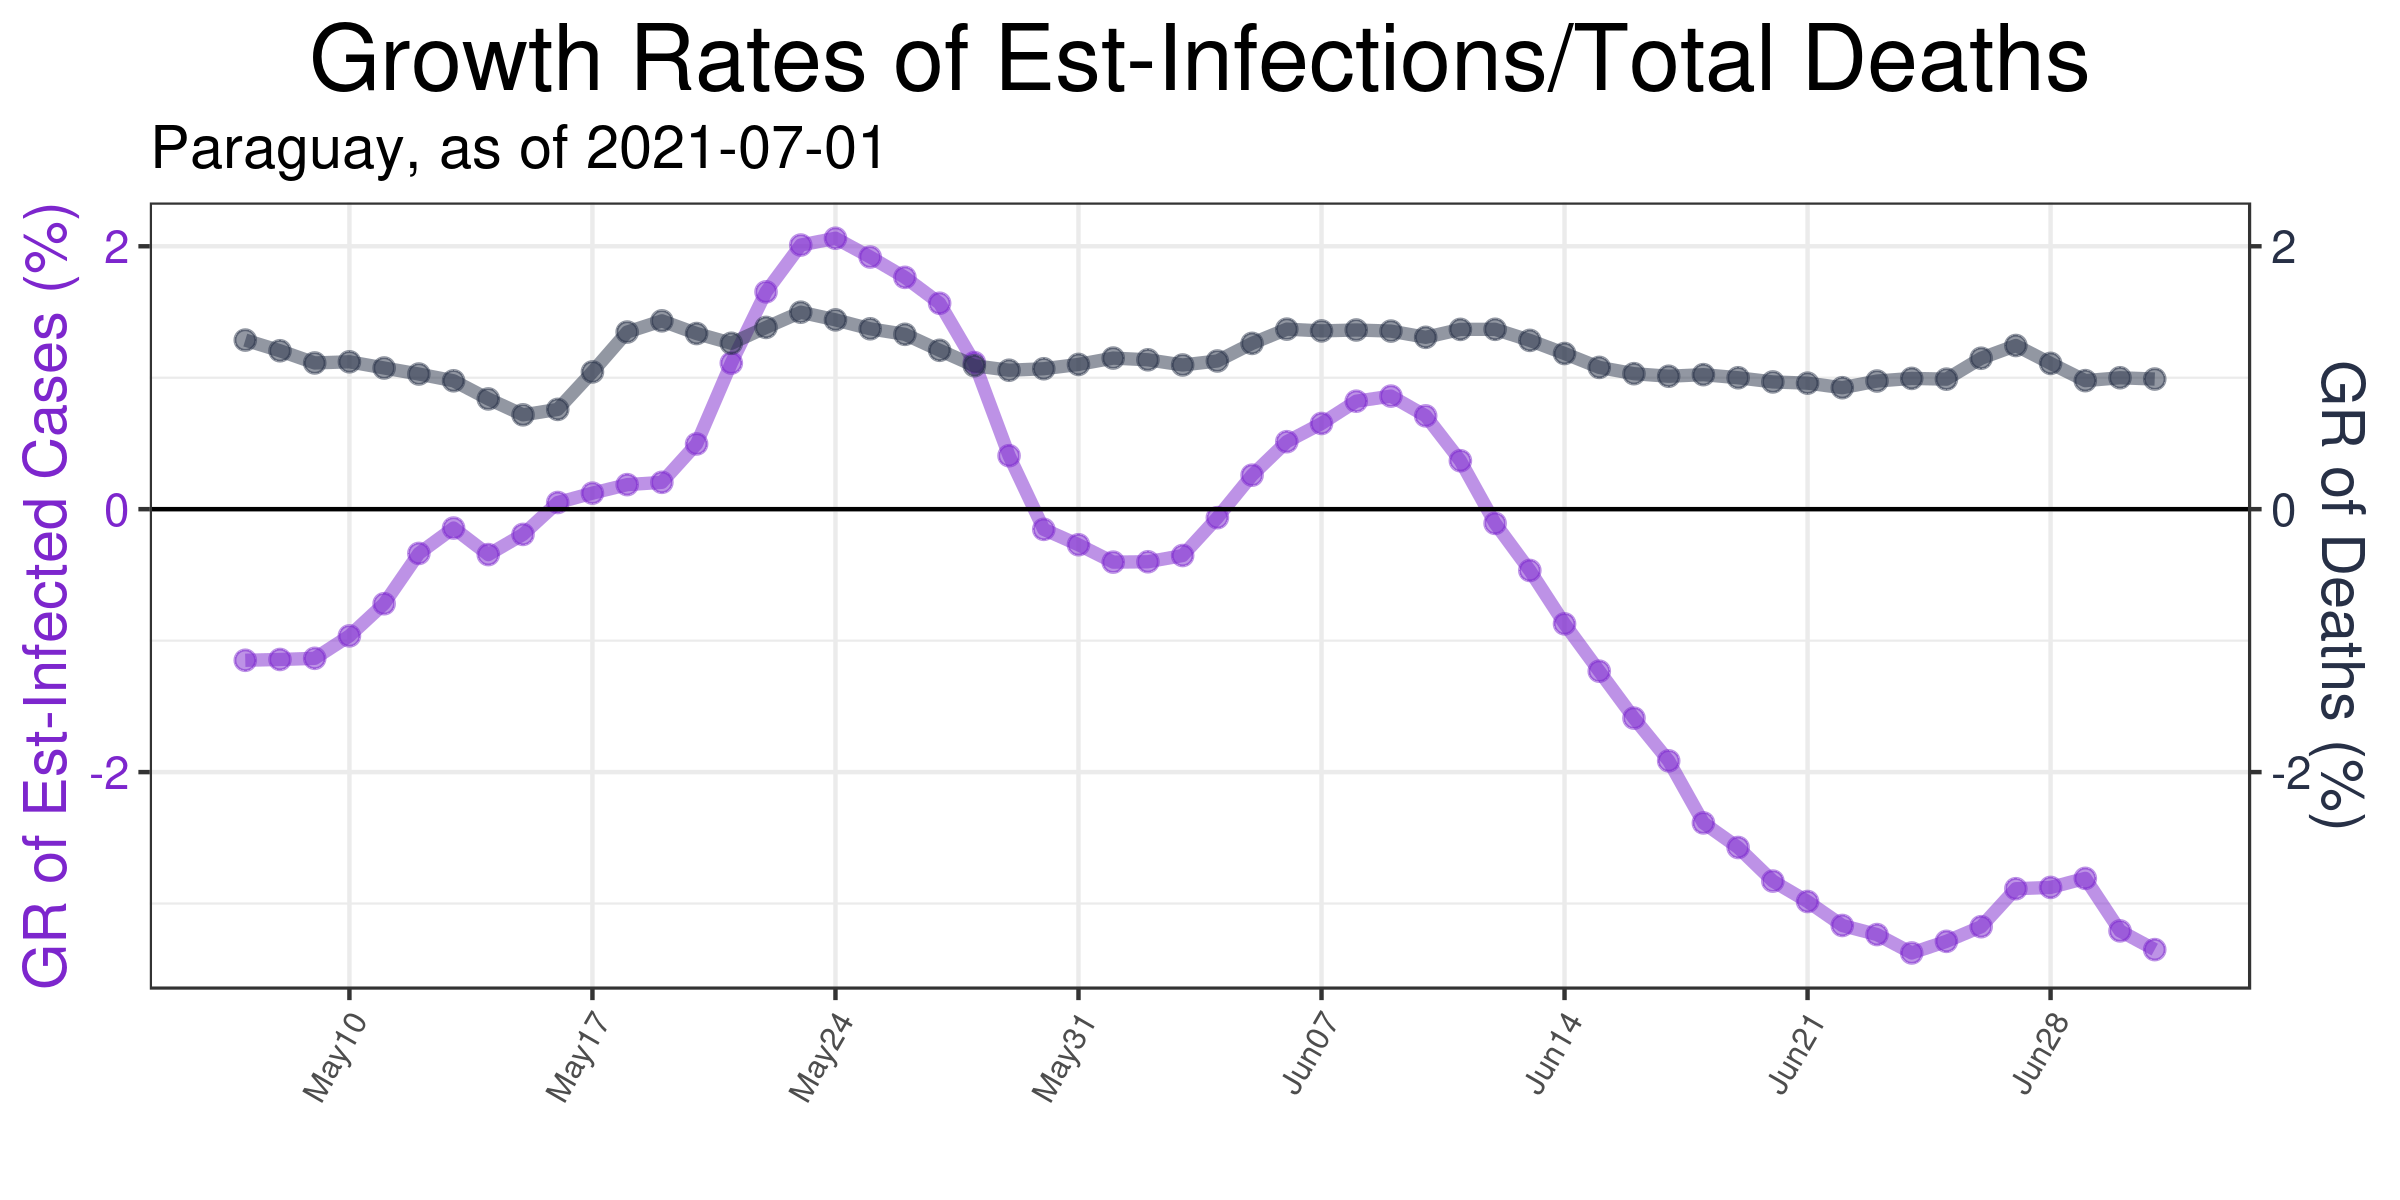 Growth Rates of Est-Infections/Total Deaths
Paraguay, as of 2021-07-01
GR of Est-Infected Cases (%)
2
0
-2
2
0
-2
GR of Deaths (%)
May10
May17
May24
May31
Jun07
Jun14
Jun21
Jun28